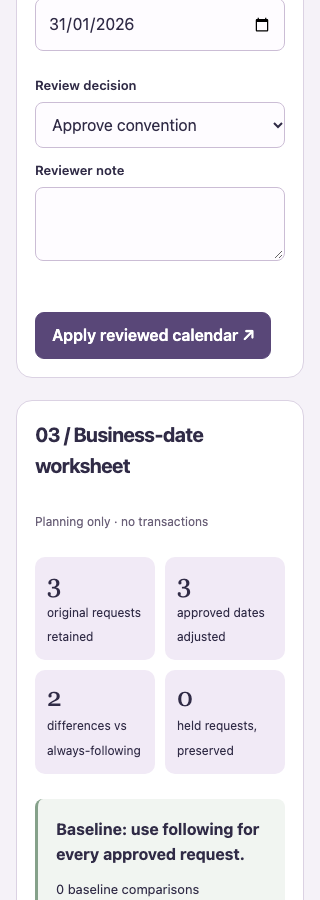 31/01/2026
Review decision
Approve convention
Reviewer note
Apply reviewed calendar ↗
03 / Business-date
worksheet
Planning only · no transactions
3
original requests
retained
3
approved dates
adjusted
2
differences vs
always-following
0
held requests,
preserved
Baseline: use following for
every approved request.
0 baseline comparisons